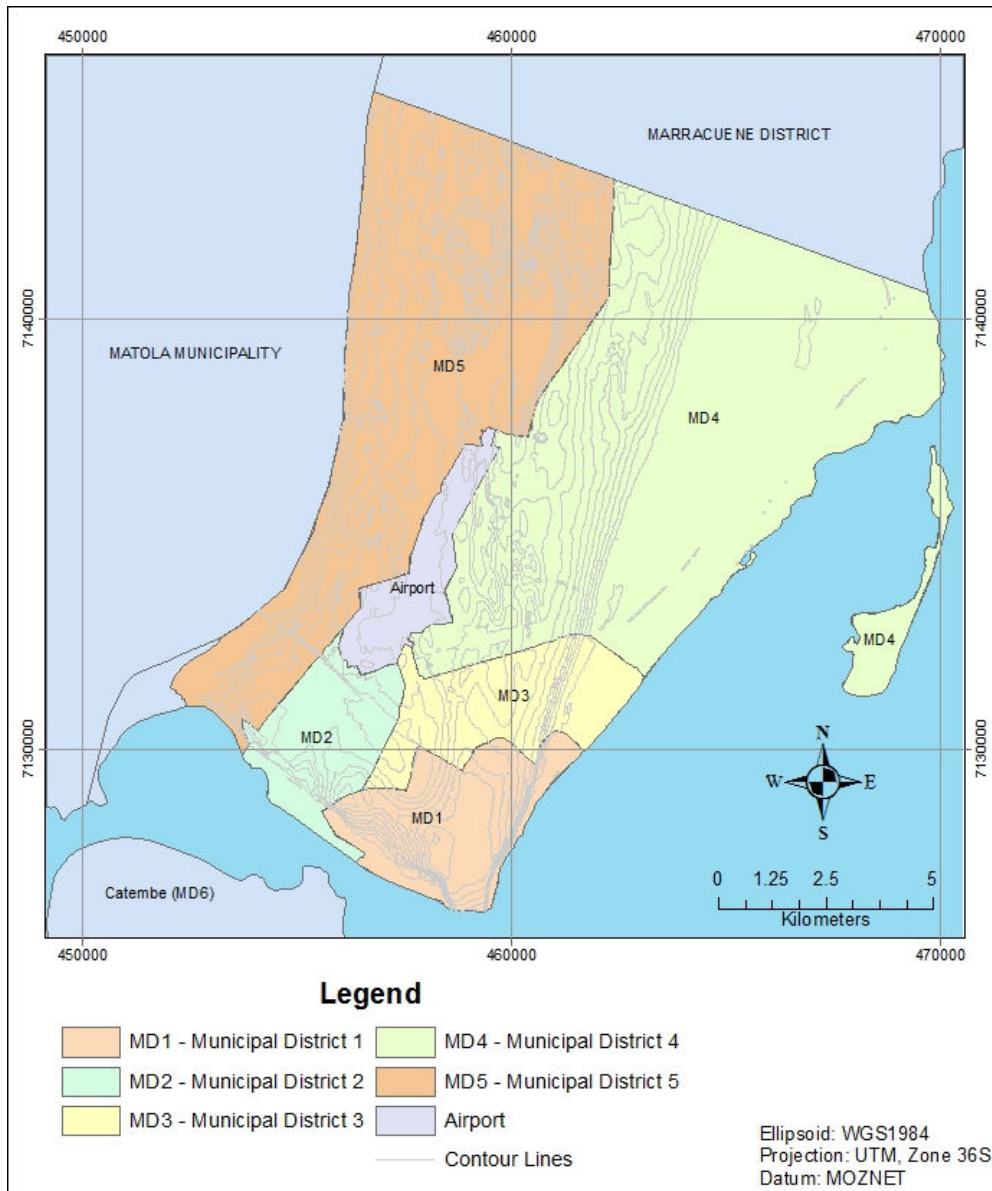 450000
460000
470000
MARRACUENE DISTRICT
7140000
7140000
MATOLA MUNICIPALITY
MD5
MD4
Airport
MD4
MD3
7130000
7130000
MD2
N
W
E
S
MD1
0 1.25 2.5 5
Kilometers
Catembe (MD6)
450000
460000
470000
Legend
MD1 - Municipal District 1
MD2 - Municipal District 2
MD3 - Municipal District 3
MD4 - Municipal District 4
MD5 - Municipal District 5
Airport
Contour Lines
Ellipsoid: WGS1984
Projection: UTM, Zone 36S
Datum: MOZNET